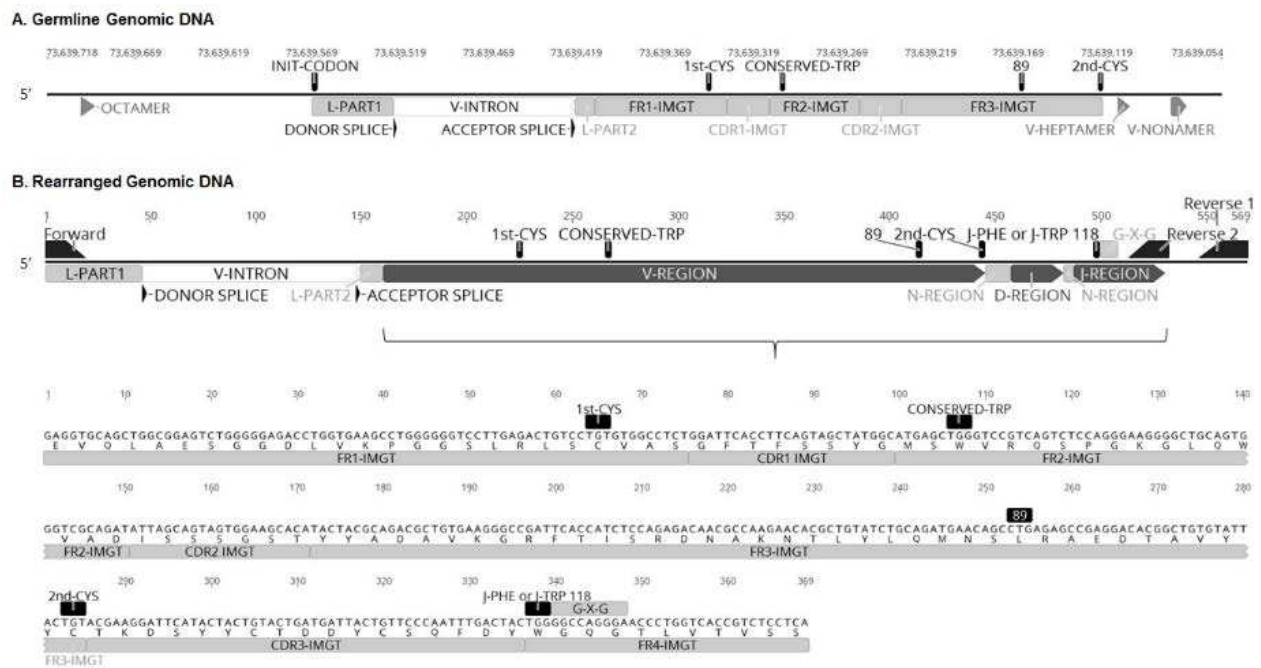 A. Germline Genomic DNA
73.639.718 73.639.669 73.639.619 73.639.569 73.639.519 73.639.469 73.639.419 73.639.369 73.639.319 73.639.269 73.639.219 73.639.169 73.639.119 73.639.054
INIT-CODON 1st-CYS CONSERVED-TRP 89 2nd-CYS
5'
OCTAMER L-PART1 V-INTRON FR1-IMGT FR2-IMGT FR3-IMGT
DONOR SPLICE ACCEPTOR SPLICE L-PART2 CDR1-IMGT CDR2-IMGT V-HEPTAMER V-NONAMER
B. Rearranged Genomic DNA
Reverse 1
1 50 100 150 200 250 300 350 400 450 500 550 569
Forward 1st-CYS CONSERVED-TRP 89 2nd-CYS J-PHE or J-TRP 118 G-X-G Reverse 2
5'
L-PART1 V-INTRON V-REGION J-REGION
DONOR SPLICE L-PART2 ACCEPTOR SPLICE N-REGION D-REGION N-REGION
1 10 20 30 40 50 60 70 80 90 100 110 120 130 140
1st-CYS CONSERVED-TRP
GAGGTGCAGCTGGCGGAGTCTGGGGGAGACCTGGTGAAGCCTGGGGGGTCCTTGAGACTGTCCTGTGTGGCCTCTGGATTCACCTTCAGTAGCTATGGCATGAGCTGGGTCCGTCAGTCTCCAGGGAAGGGGCTGCAGTG
E V Q L A E S G G D L V K P G G S L R L S C V A S G F T F S S Y G M S W V R Q S P G K G L Q W
FR1-IMGT CDR1 IMGT FR2-IMGT
150 160 170 180 190 200 210 220 230 240 250 260 270 280
89
GGTCGCAGATATTAGCAGTAGTGGAAGCACATACTACGCAGACGCTGTGAAGGGCCGATTCACCATCTCCAGAGACAACGCCAAGAACACGCTGTATCTGCAGATGAACAGCCTGAGAGCCGAGGACACGGCTGTGTATT
V A D I S S S G S T Y Y A D A V K G R F T I S R D N A K N T L Y L Q M N S L R A E D T A V Y
FR2-IMGT CDR2 IMGT FR3-IMGT
290 300 310 320 330 340 350 360 369
2nd-CYS J-PHE or J-TRP 118 G-X-G
ACTGTACGAAGGATTCATACTACTGTACTGATGATTACTGTTCCCAATTTGACTACTGGGGCCAGGGAACCCTGGTCACCGTCTCCTCA
Y C T K D S Y Y C T D D Y C S Q F D Y W G Q G T L V T V S S
FR3-IMGT CDR3-IMGT FR4-IMGT